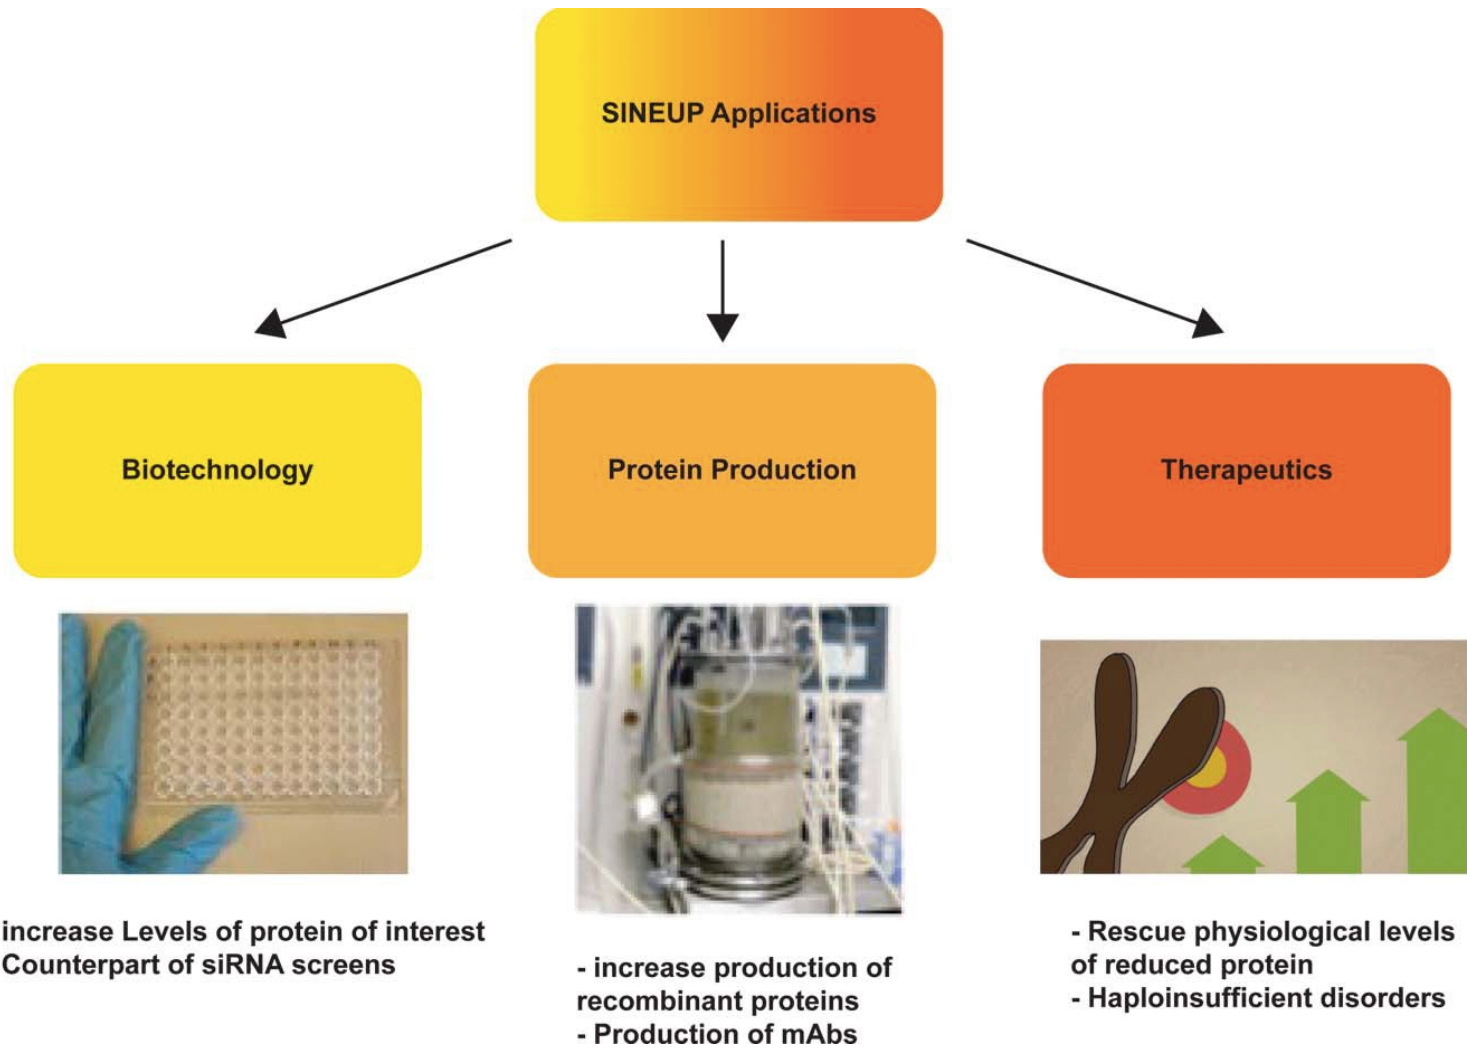 SINEUP Applications
Biotechnology
Protein Production
Therapeutics
increase Levels of protein of interest
Counterpart of siRNA screens
- increase production of
recombinant proteins
- Production of mAbs
- Rescue physiological levels
of reduced protein
- Haploinsufficient disorders